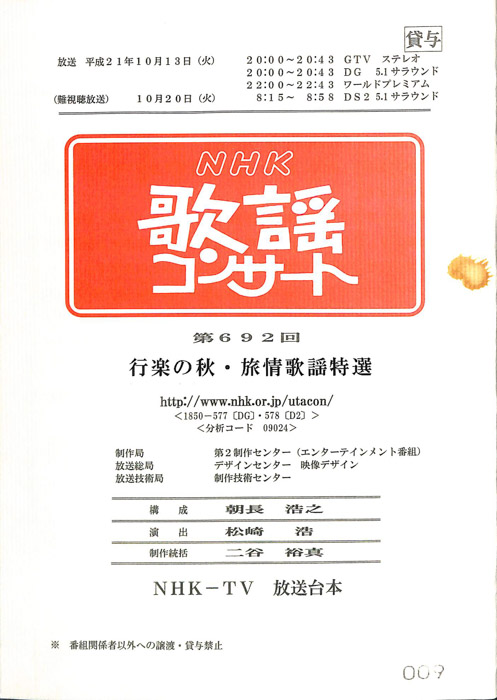 貸与
放送 平成21年10月13日（火） 20:00～20:43 GTV ステレオ
20:00～20:43 DG 5.1サラウンド
22:00～22:43 ワールドプレミアム
（難視聴放送） 10月20日（火） 8:15～ 8:58 DS2 5.1サラウンド
NHK
歌謡
コンサート
第692回
行楽の秋・旅情歌謡特選
http://www.nhk.or.jp/utacon/
＜1850-577〔DG〕・578〔D2〕＞
＜分析コード 09024＞
制作局 第2制作センター（エンターテインメント番組）
放送総局 デザインセンター 映像デザイン
放送技術局 制作技術センター
構成 朝長 浩之
演出 松崎 浩
制作統括 二谷 裕真
NHK－TV 放送台本
※ 番組関係者以外への譲渡・貸与禁止
009